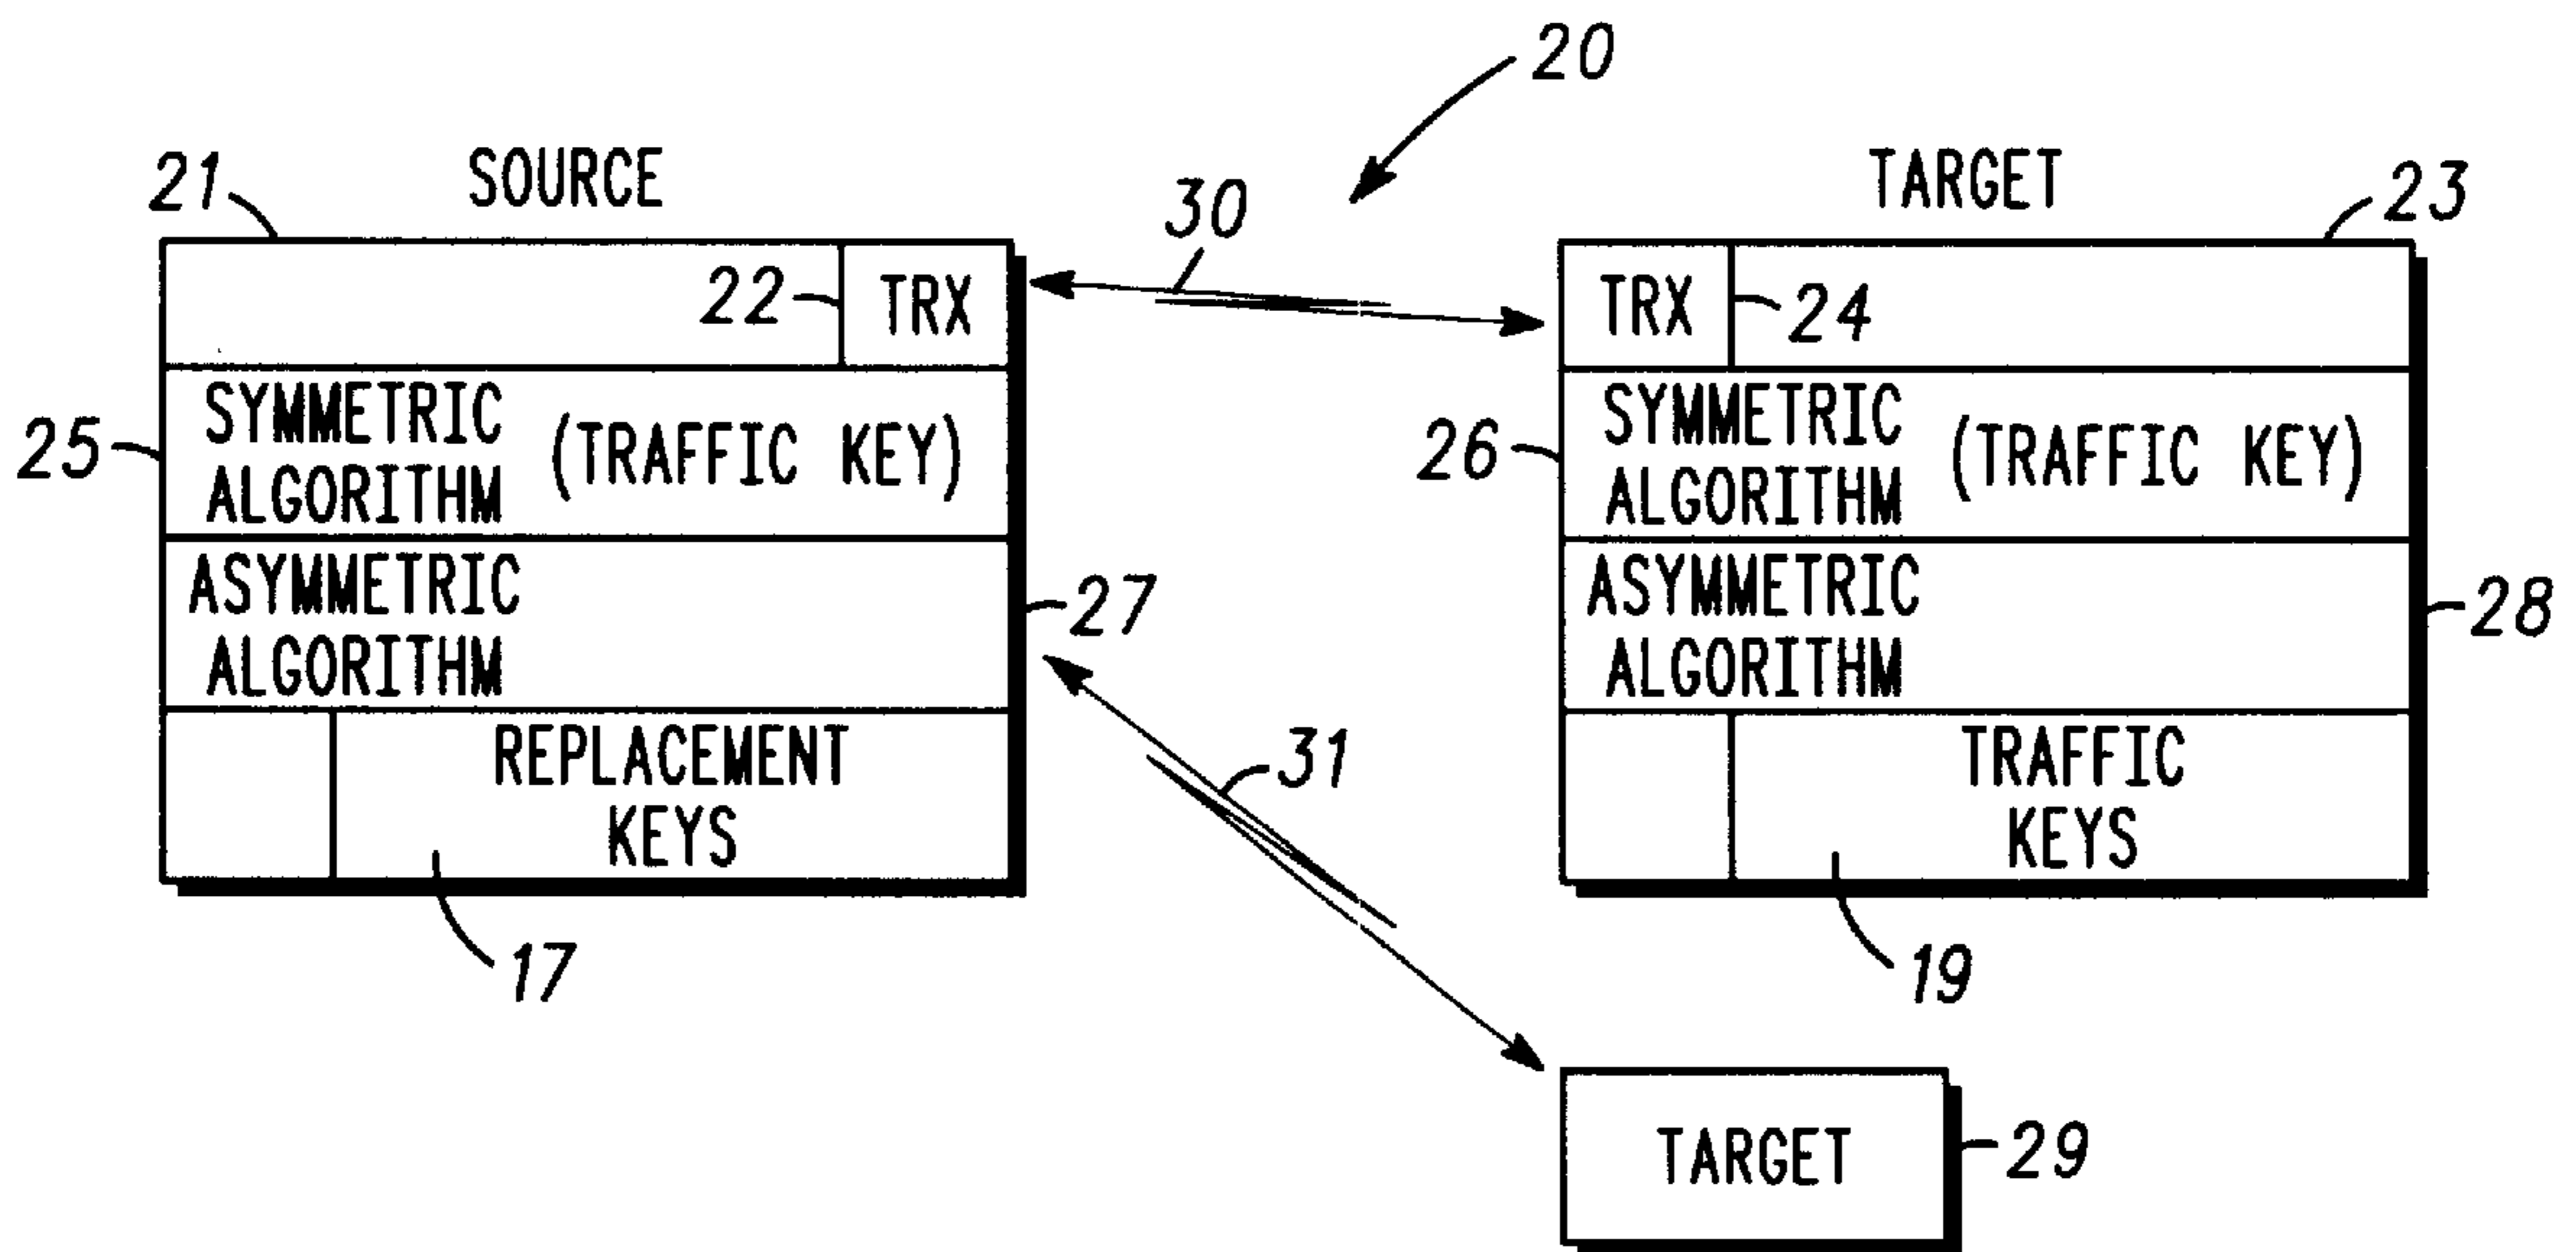 20
SOURCE
TARGET
21
30
23
22
TRX
TRX
24
25
SYMMETRIC
ALGORITHM
(TRAFFIC KEY)
26
SYMMETRIC
ALGORITHM
(TRAFFIC KEY)
ASYMMETRIC
ALGORITHM
27
ASYMMETRIC
ALGORITHM
28
REPLACEMENT
KEYS
31
TRAFFIC
KEYS
17
19
TARGET
29